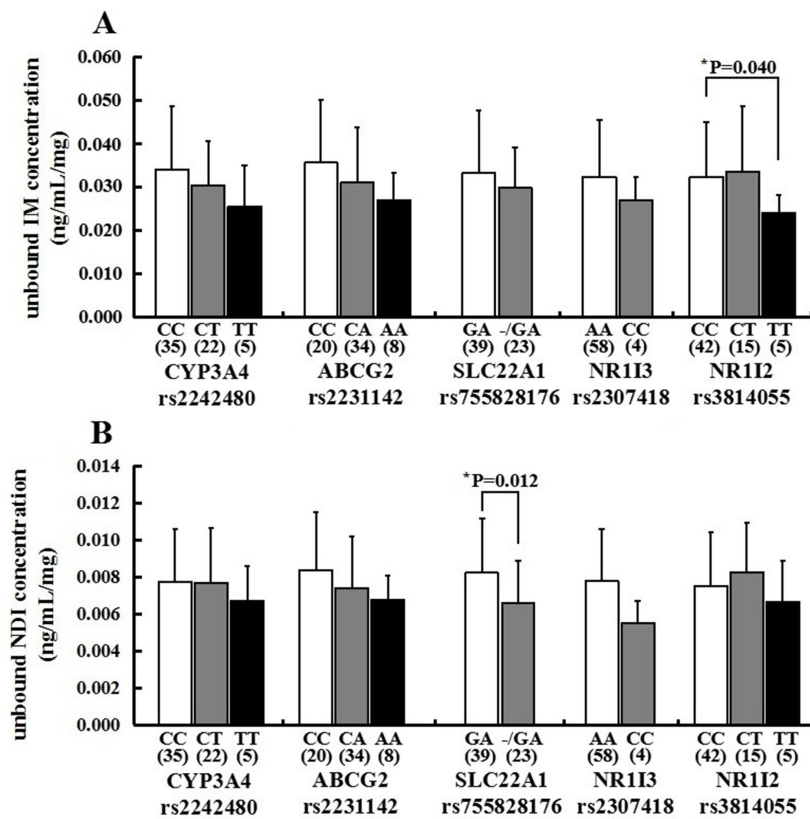 A
unbound IM concentration
(ng/mL/mg)
0.060
0.050
0.040
0.030
0.020
0.010
0.000
*P=0.040
CC CT TT CC CA AA GA -/GA AA CC CC CT TT
(35) (22) (5) (20) (34) (8) (39) (23) (58) (4) (42) (15) (5)
CYP3A4 ABCG2 SLC22A1 NR1I3 NR1I2
rs2242480 rs2231142 rs755828176 rs2307418 rs3814055
B
unbound NDI concentration
(ng/mL/mg)
0.014
0.012
0.010
0.008
0.006
0.004
0.002
0.000
*P=0.012
CC CT TT CC CA AA GA -/GA AA CC CC CT TT
(35) (22) (5) (20) (34) (8) (39) (23) (58) (4) (42) (15) (5)
CYP3A4 ABCG2 SLC22A1 NR1I3 NR1I2
rs2242480 rs2231142 rs755828176 rs2307418 rs3814055